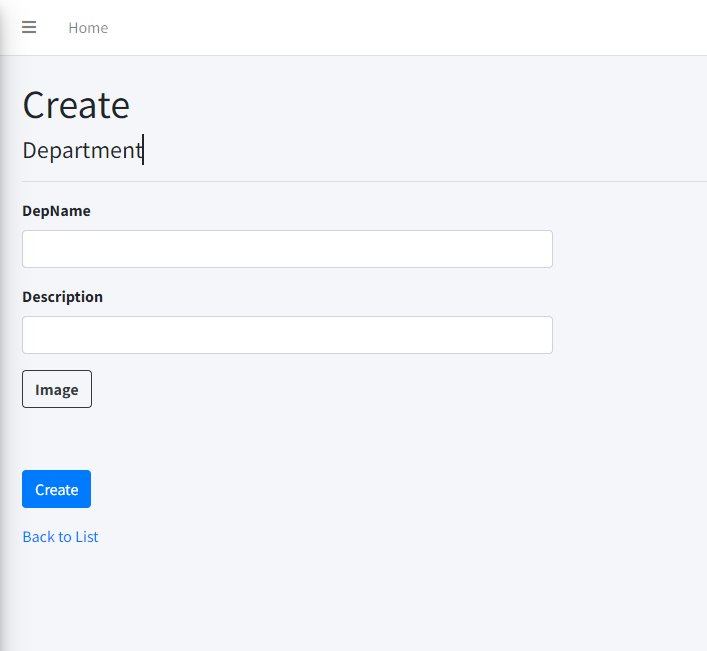 Home
Create
Department
DepName
Description
Image
Create
Back to List